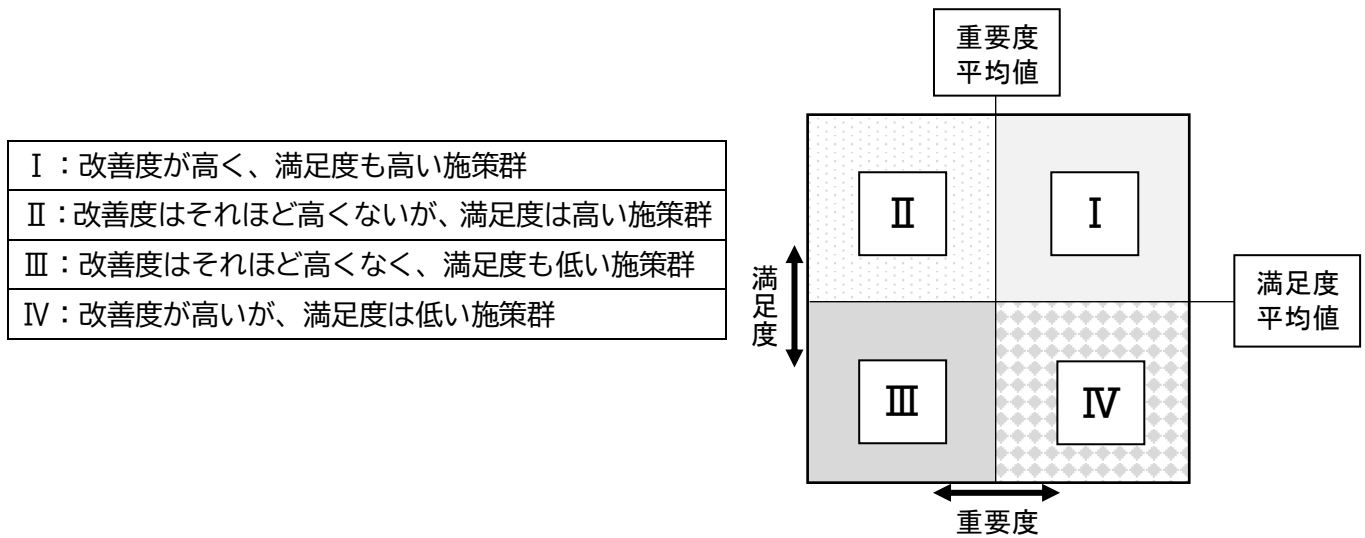 Ⅰ：改善度が高く、満足度も高い施策群
Ⅱ：改善度はそれほど高くないが、満足度は高い施策群
Ⅲ：改善度はそれほど高くなく、満足度も低い施策群
Ⅳ：改善度が高いが、満足度は低い施策群
重要度
平均値
Ⅱ
Ⅰ
満足度
満足度
平均値
Ⅲ
Ⅳ
重要度